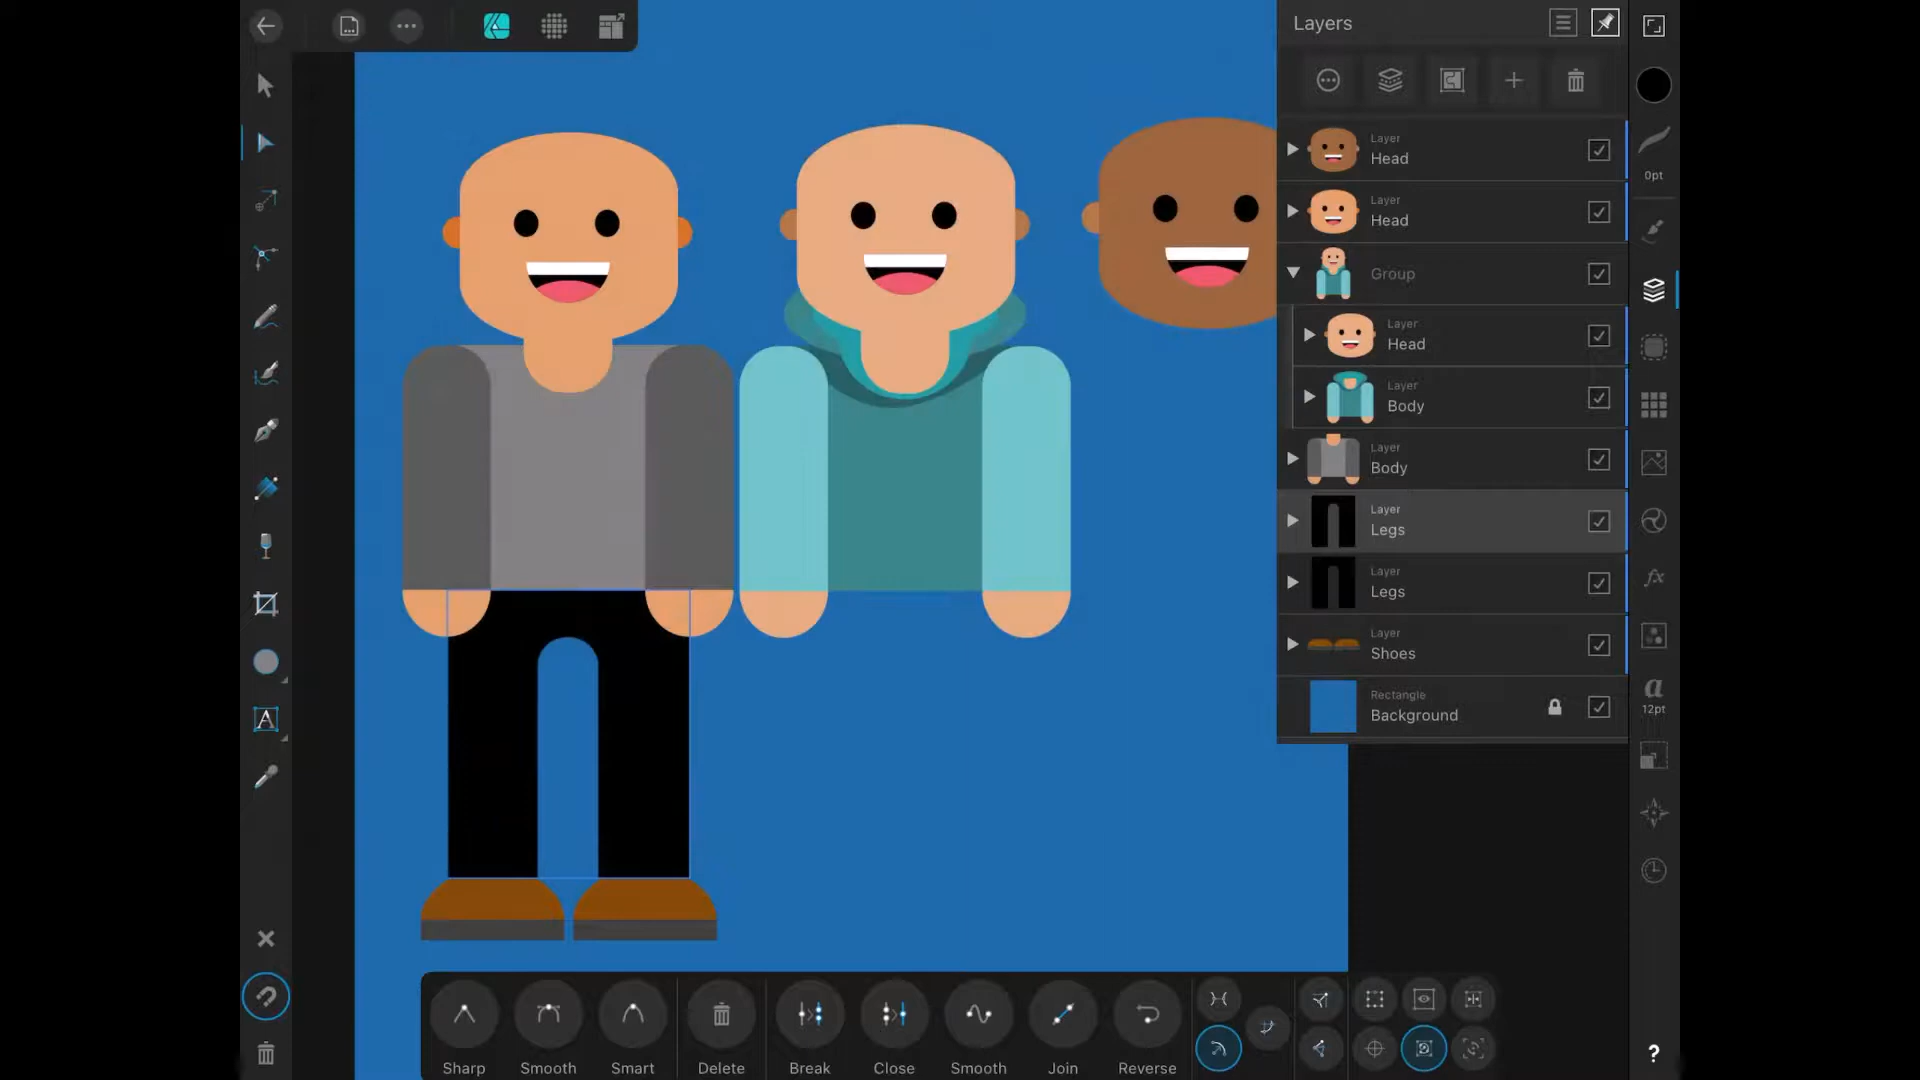 Layers
0pt
Layer
Head
Layer
Head
Group
Layer
Head
Layer
Body
Layer
Body
Layer
Legs
Layer
Legs
Layer
Shoes
Rectangle
Background
fx
a
12pt
A
?
Sharp
Smooth
Smart
Delete
Break
Close
Smooth
Join
Reverse